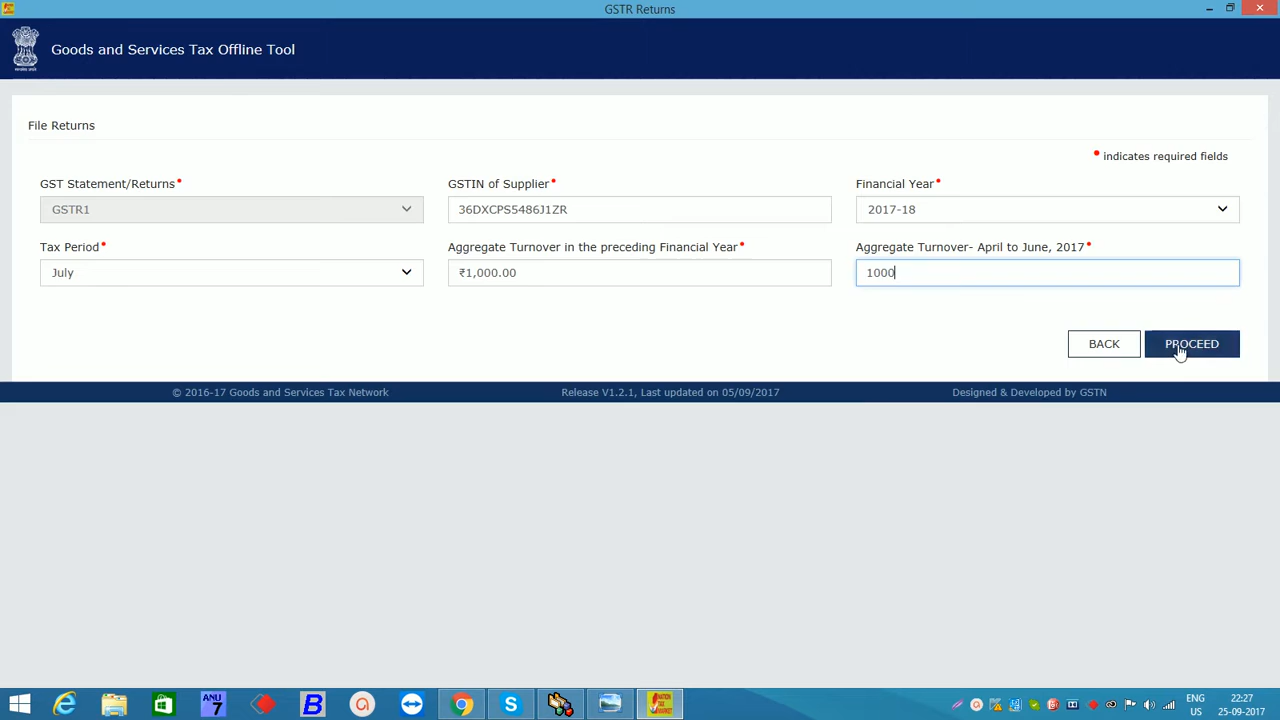 GSTR Returns
Goods and Services Tax Offline Tool
File Returns
• indicates required fields
GST Statement/Returns•
GSTIN of Supplier•
Financial Year•
GSTR1
36DXCPS5486J1ZR
2017-18
Tax Period•
Aggregate Turnover in the preceding Financial Year•
Aggregate Turnover- April to June, 2017•
July
₹1,000.00
1000
BACK
PROCEED
© 2016-17 Goods and Services Tax Network
Release V1.2.1, Last updated on 05/09/2017
Designed & Developed by GSTN
ANU
7
B
ENG
US
22:27
25-09-2017